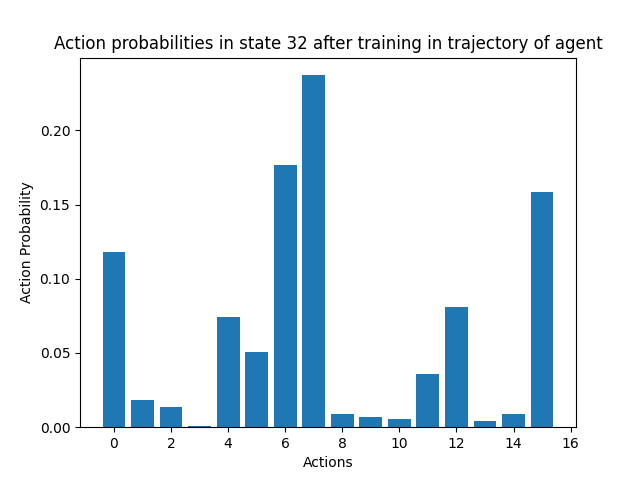 Action probabilities in state 32 after training in trajectory of agent
0.20
0.15
0.10
0.05
0.00
Action Probability
0 2 4 6 8 10 12 14 16
Actions